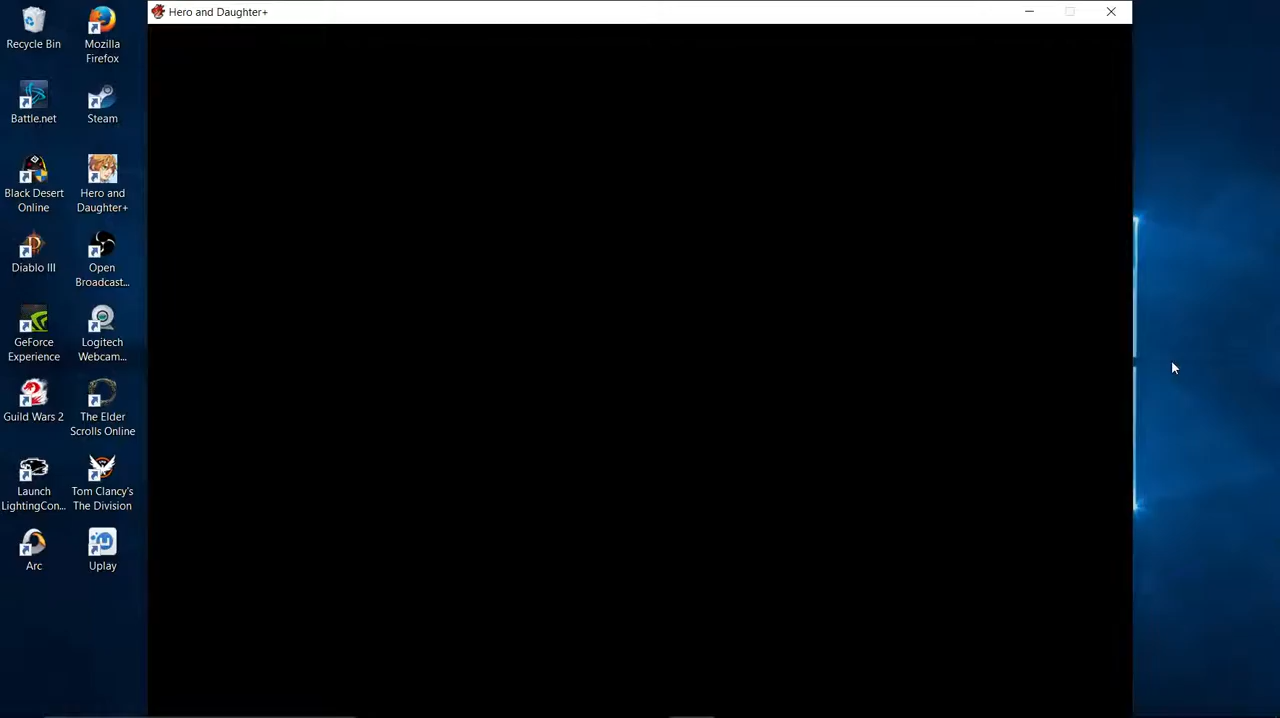 Hero and Daughter+
Recycle Bin
Mozilla
Firefox
Battle.net
Steam
Black Desert
Online
Hero and
Daughter+
Diablo III
Open
Broadcast...
GeForce
Experience
Logitech
Webcam...
Guild Wars 2
The Elder
Scrolls Online
Launch
LightingCon...
Tom Clancy's
The Division
Arc
Uplay